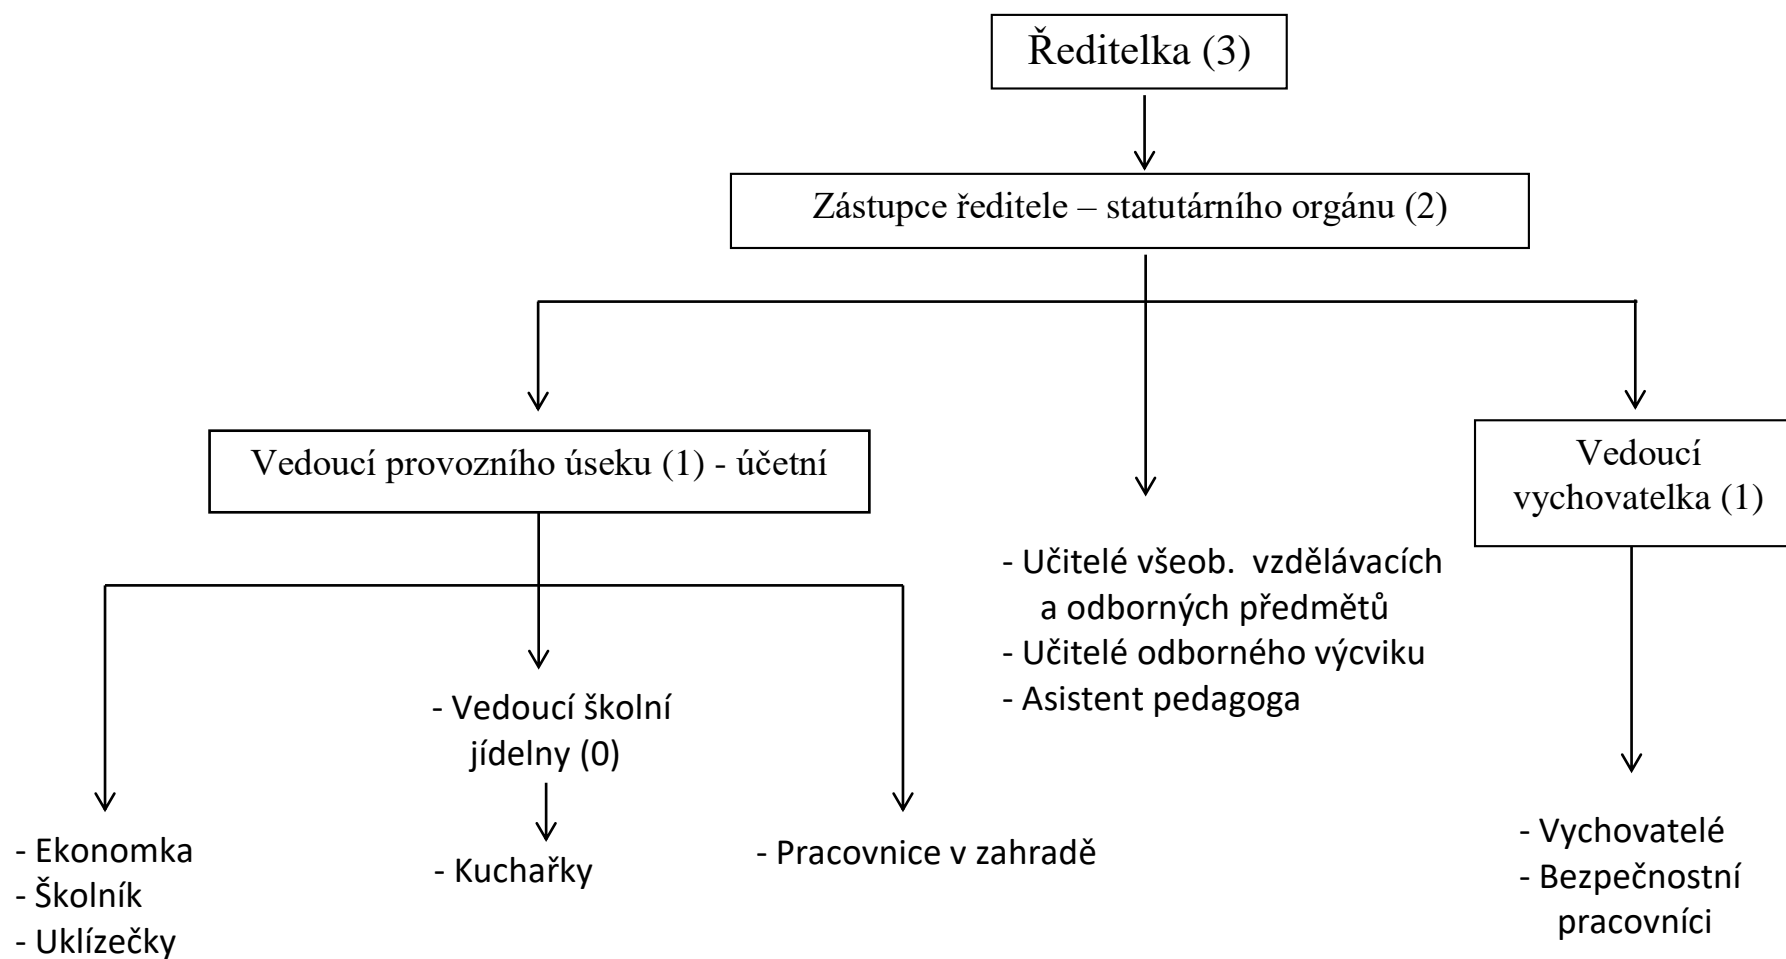 Ředitelka (3)
Zástupce ředitele – statutárního orgánu (2)
Vedoucí provozního úseku (1) - účetní
Vedoucí
vychovatelka (1)
- Učitelé všeob.  vzdělávacích
a odborných předmětů
- Učitelé odborného výcviku
- Asistent pedagoga
- Vedoucí školní
jídelny (0)
- Ekonomka
- Školník
- Uklízečky
- Kuchařky
- Pracovnice v zahradě
- Vychovatelé
- Bezpečnostní
pracovníci